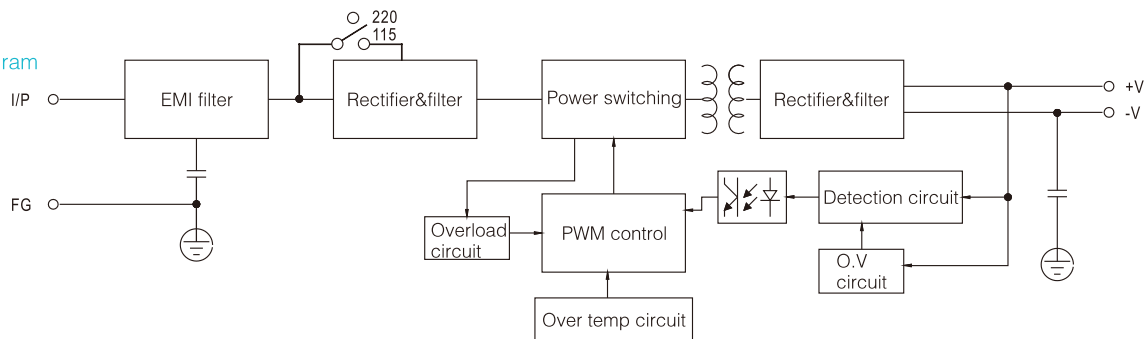 220
115
ram
I/P
EMI filter
Rectifier&filter
Power switching
Rectifier&filter
+V
-V
FG
Overload
circuit
PWM control
Detection circuit
O.V
circuit
Over temp circuit